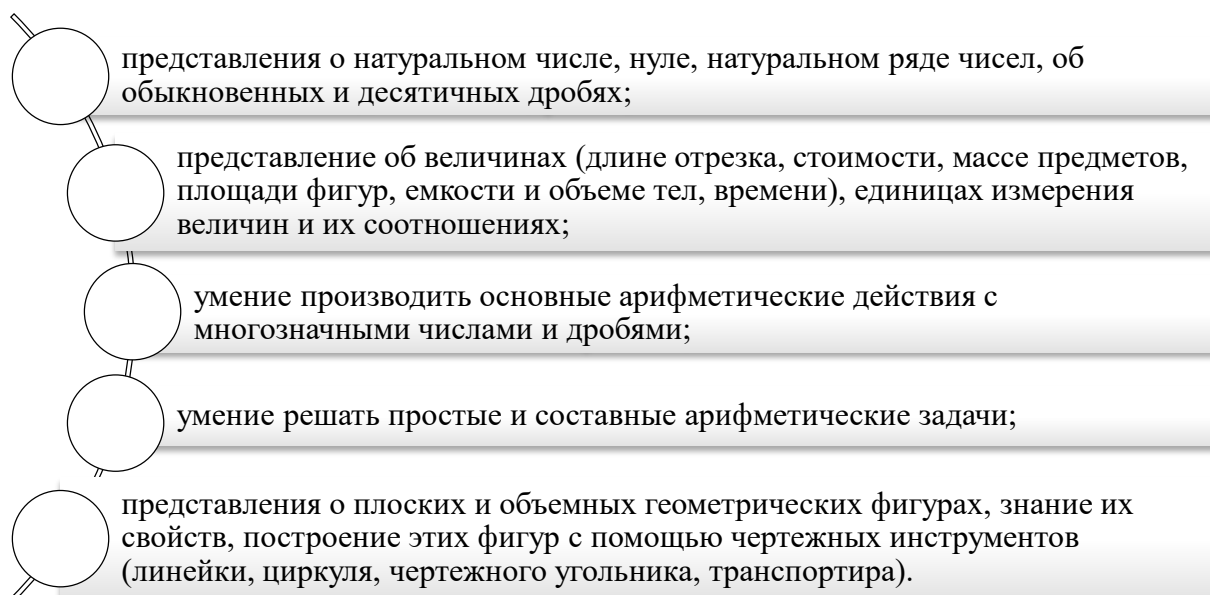 представления о натуральном числе, нуле, натуральном ряде чисел, об
обыкновенных и десятичных дробях;
представление об величинах (длине отрезка, стоимости, массе предметов,
площади фигур, емкости и объеме тел, времени), единицах измерения
величин и их соотношениях;
умение производить основные арифметические действия с
многозначными числами и дробями;
умение решать простые и составные арифметические задачи;
представления о плоских и объемных геометрических фигурах, знание их
свойств, построение этих фигур с помощью чертежных инструментов
(линейки, циркуля, чертежного угольника, транспортира).